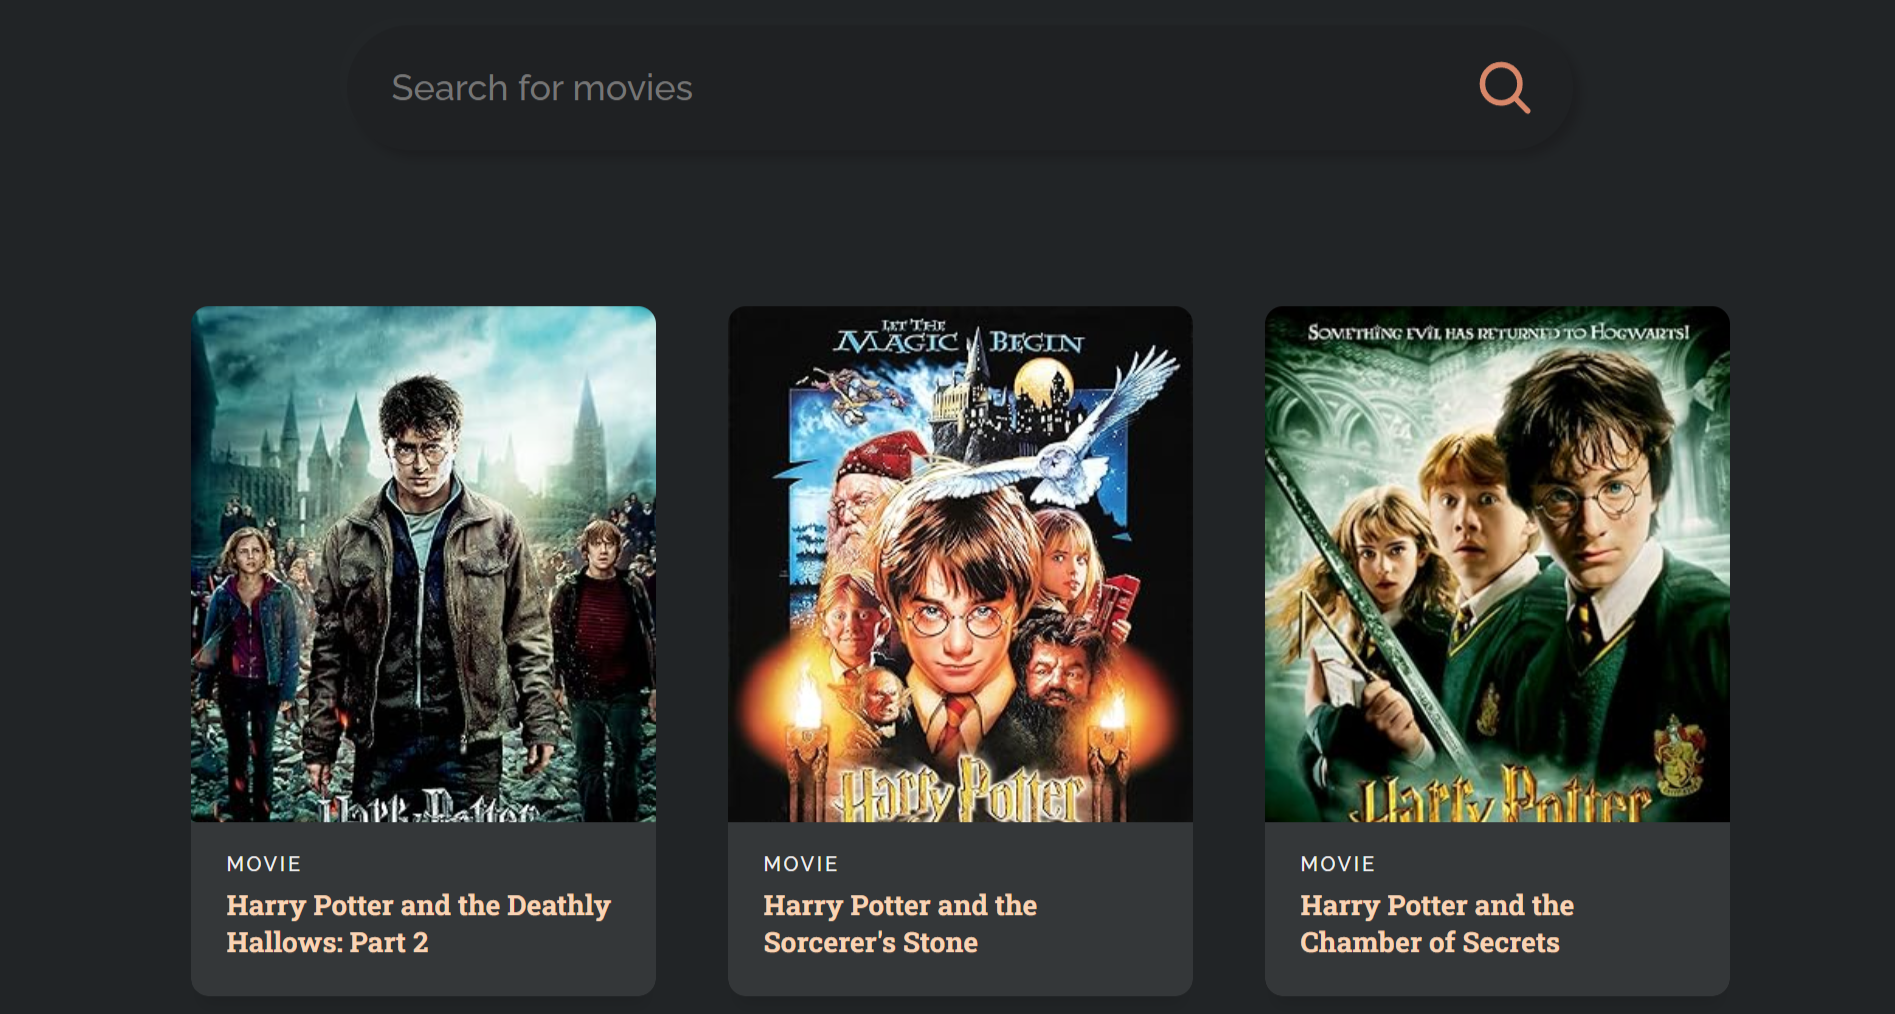 Search for movies
LET THE
MAGIC BEGIN
SOMETHING EVIL HAS RETURNED TO HOGWARTS!
Harry Potter
Harry Potter
Harry Potter
MOVIE
Harry Potter and the Deathly
Hallows: Part 2
MOVIE
Harry Potter and the
Sorcerer's Stone
MOVIE
Harry Potter and the
Chamber of Secrets